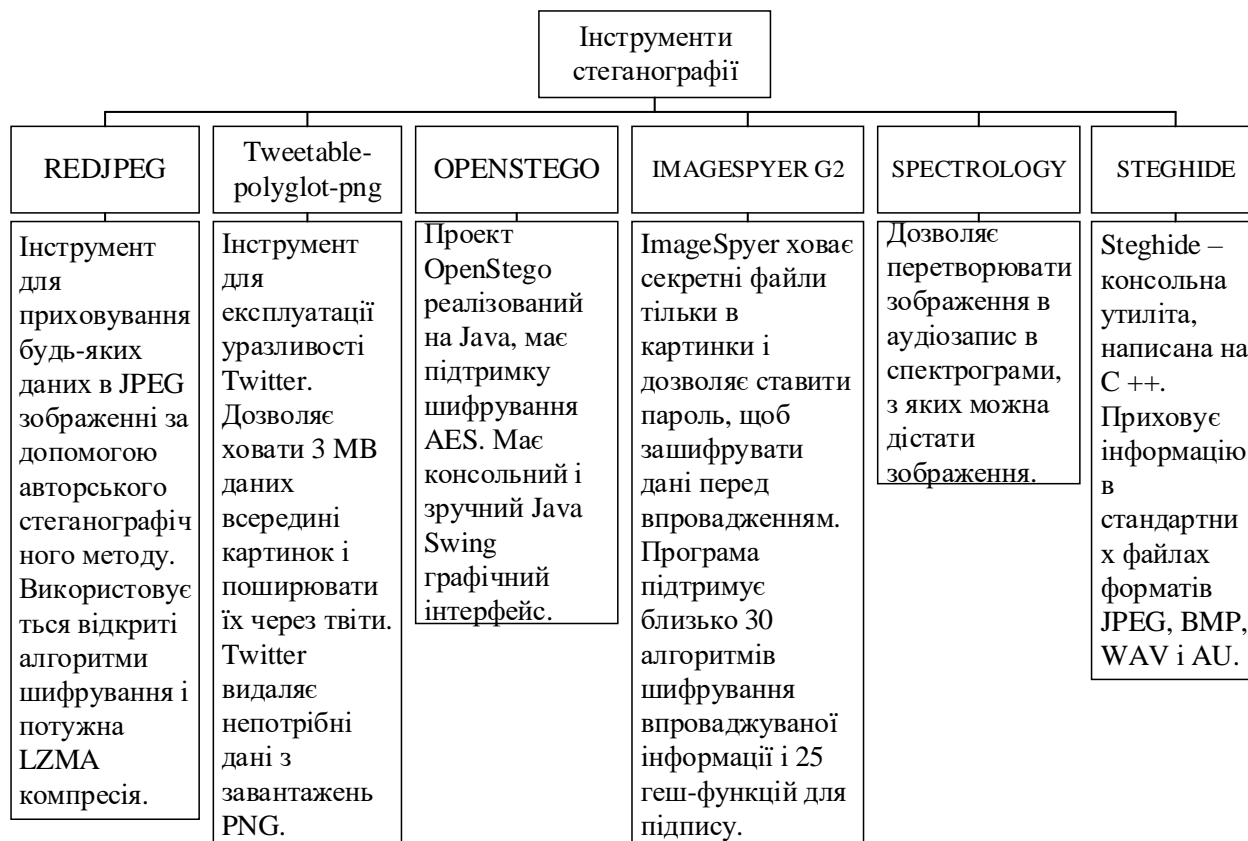 Інструменти
стеганографії
REDJPEG
Tweetable-
polyglot-png
OPENSTEGO
IMAGESPYER G2
SPECTROLOGY
STEGHIDE
Інструмент
для
приховування
будь-яких
даних в JPEG
зображенні за
допомогою
авторського
стеганографіч
ного методу.
Використовує
ться відкриті
алгоритми
шифрування і
потужна
LZMA
компресія.
Інструмент
для
експлуатації
уразливості
Twitter.
Дозволяє
ховати 3 MB
даних
всередині
картинок і
поширювати
їх через твіти.
Twitter
видаляє
непотрібні
дані з
завантажень
PNG.
Проект
OpenStego
реалізований
на Java, має
підтримку
шифрування
AES. Має
консольний і
зручний Java
Swing
графічний
інтерфейс.
ImageSpyer ховає
секретні файли
тільки в
картинки і
дозволяє ставити
пароль, щоб
зашифрувати
дані перед
впровадженням.
Програма
підтримує
близько 30
алгоритмів
шифрування
впроваджуваної
інформації і 25
геш-функцій для
підпису.
Дозволяє
перетворювати
зображення в
аудіозапис в
спектрограми,
з яких можна
дістати
зображення.
Steghide –
консольна
утиліта,
написана на
C ++.
Приховує
інформацію
в
стандартни
х файлах
форматів
JPEG, BMP,
WAV і AU.